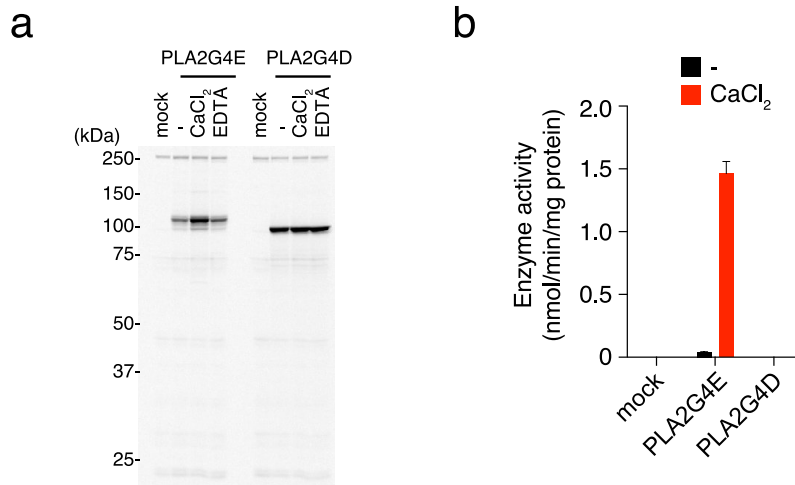 a
PLA2G4E PLA2G4D
mock - CaCl₂ EDTA mock - CaCl₂ EDTA
(kDa)
250-
150-
100-
75-
50-
37-
25-
b
-
CaCl₂
Enzyme activity
(nmol/min/mg protein)
2.0
1.5
1.0
0.5
0
mock PLA2G4E PLA2G4D